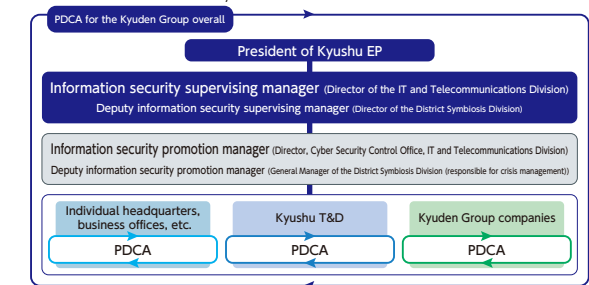 PDCA for the Kyuden Group overall
President of Kyushu EP
Information security supervising manager (Director of the IT and Telecommunications Division)
Deputy information security supervising manager (Director of the District Symbiosis Division)
Information security promotion manager (Director, Cyber Security Control Office, IT and Telecommunications Division)
Deputy information security promotion manager (General Manager of the District Symbiosis Division (responsible for crisis management))
Individual headquarters,
business offices, etc.
PDCA
Kyushu T&D
PDCA
Kyuden Group companies
PDCA